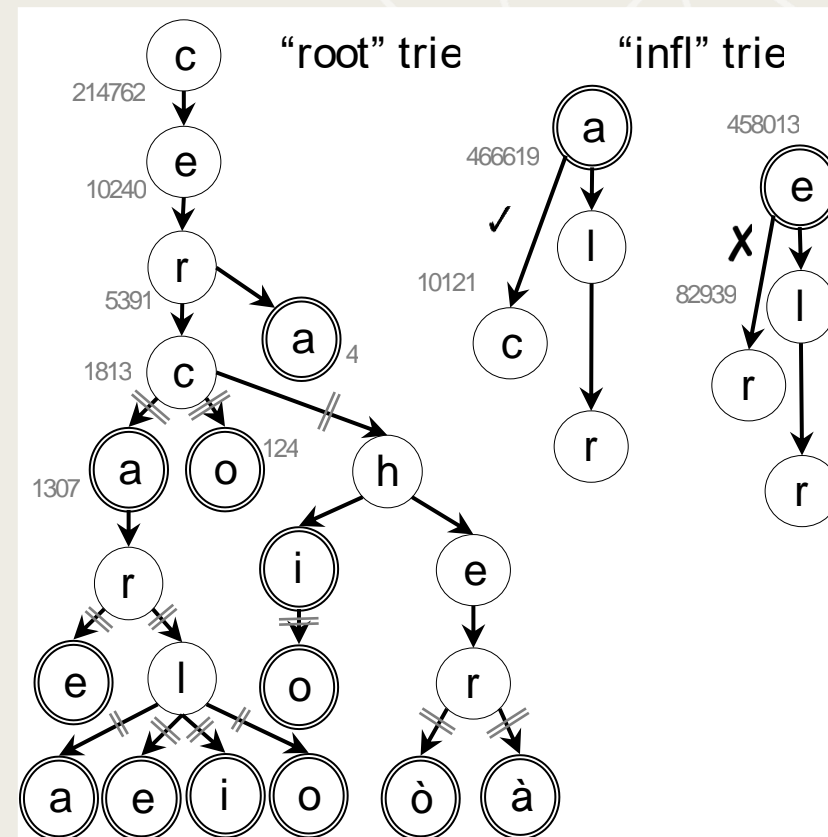 “root” trie
“infl” trie
c
214762
a
458013
466619
e
e
10240
✓
✗
l
r
10121
82939
l
5391
a
4
c
r
1813
c
r
r
a
o
124
h
1307
r
i
e
e
l
o
r
a
e
i
o
ò
à